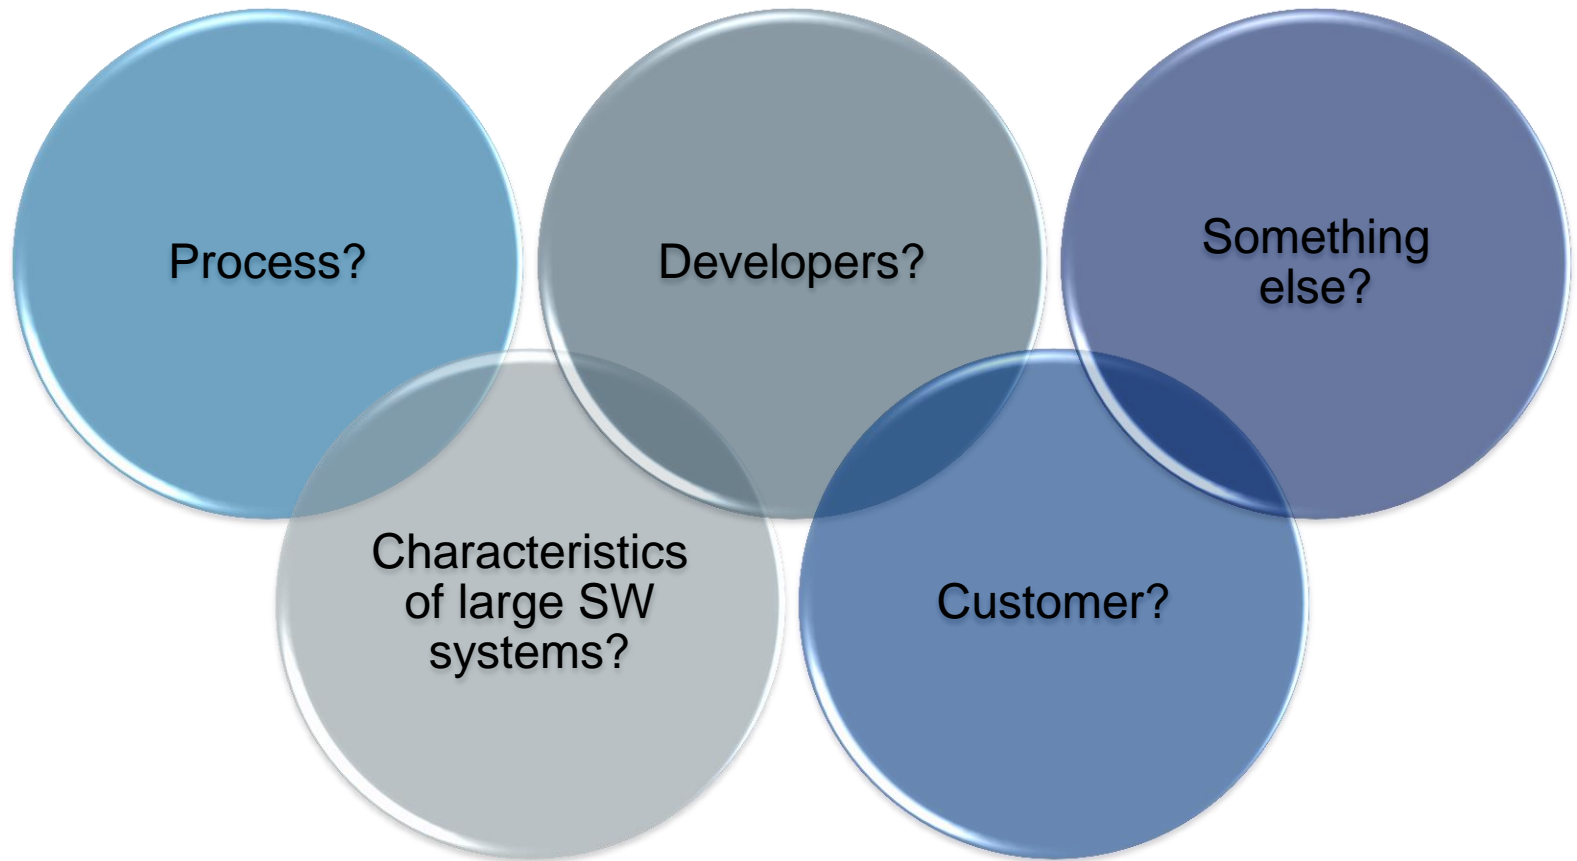 Process?
Developers?
Something
else?
Characteristics
of large SW
systems?
Customer?